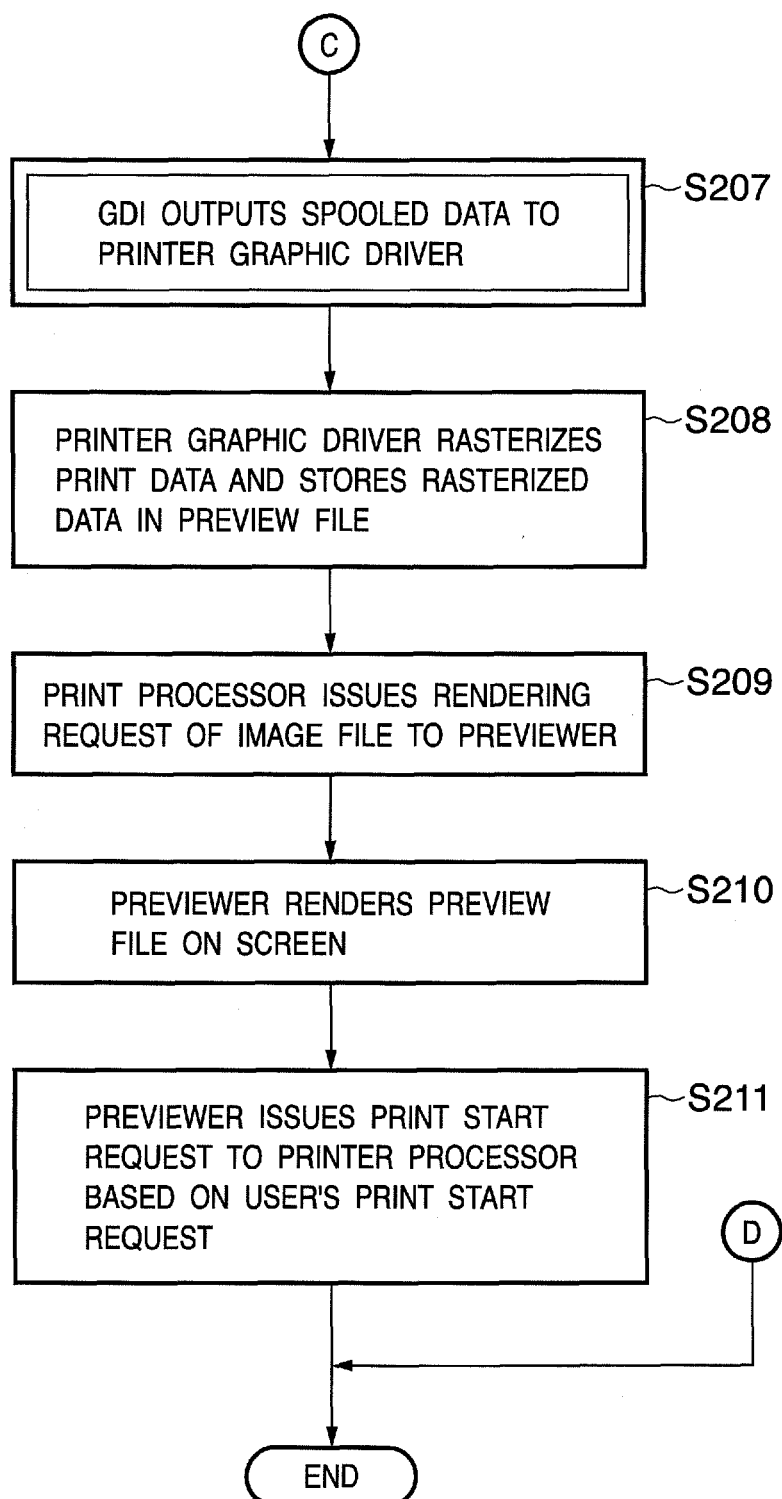 C
GDI OUTPUTS SPOOLED DATA TO
PRINTER GRAPHIC DRIVER
S207
PRINTER GRAPHIC DRIVER RASTERIZES
PRINT DATA AND STORES RASTERIZED
DATA IN PREVIEW FILE
S208
PRINT PROCESSOR ISSUES RENDERING
REQUEST OF IMAGE FILE TO PREVIEWER
S209
PREVIEWER RENDERS PREVIEW
FILE ON SCREEN
S210
PREVIEWER ISSUES PRINT START
REQUEST TO PRINTER PROCESSOR
BASED ON USER'S PRINT START
REQUEST
S211
D
END